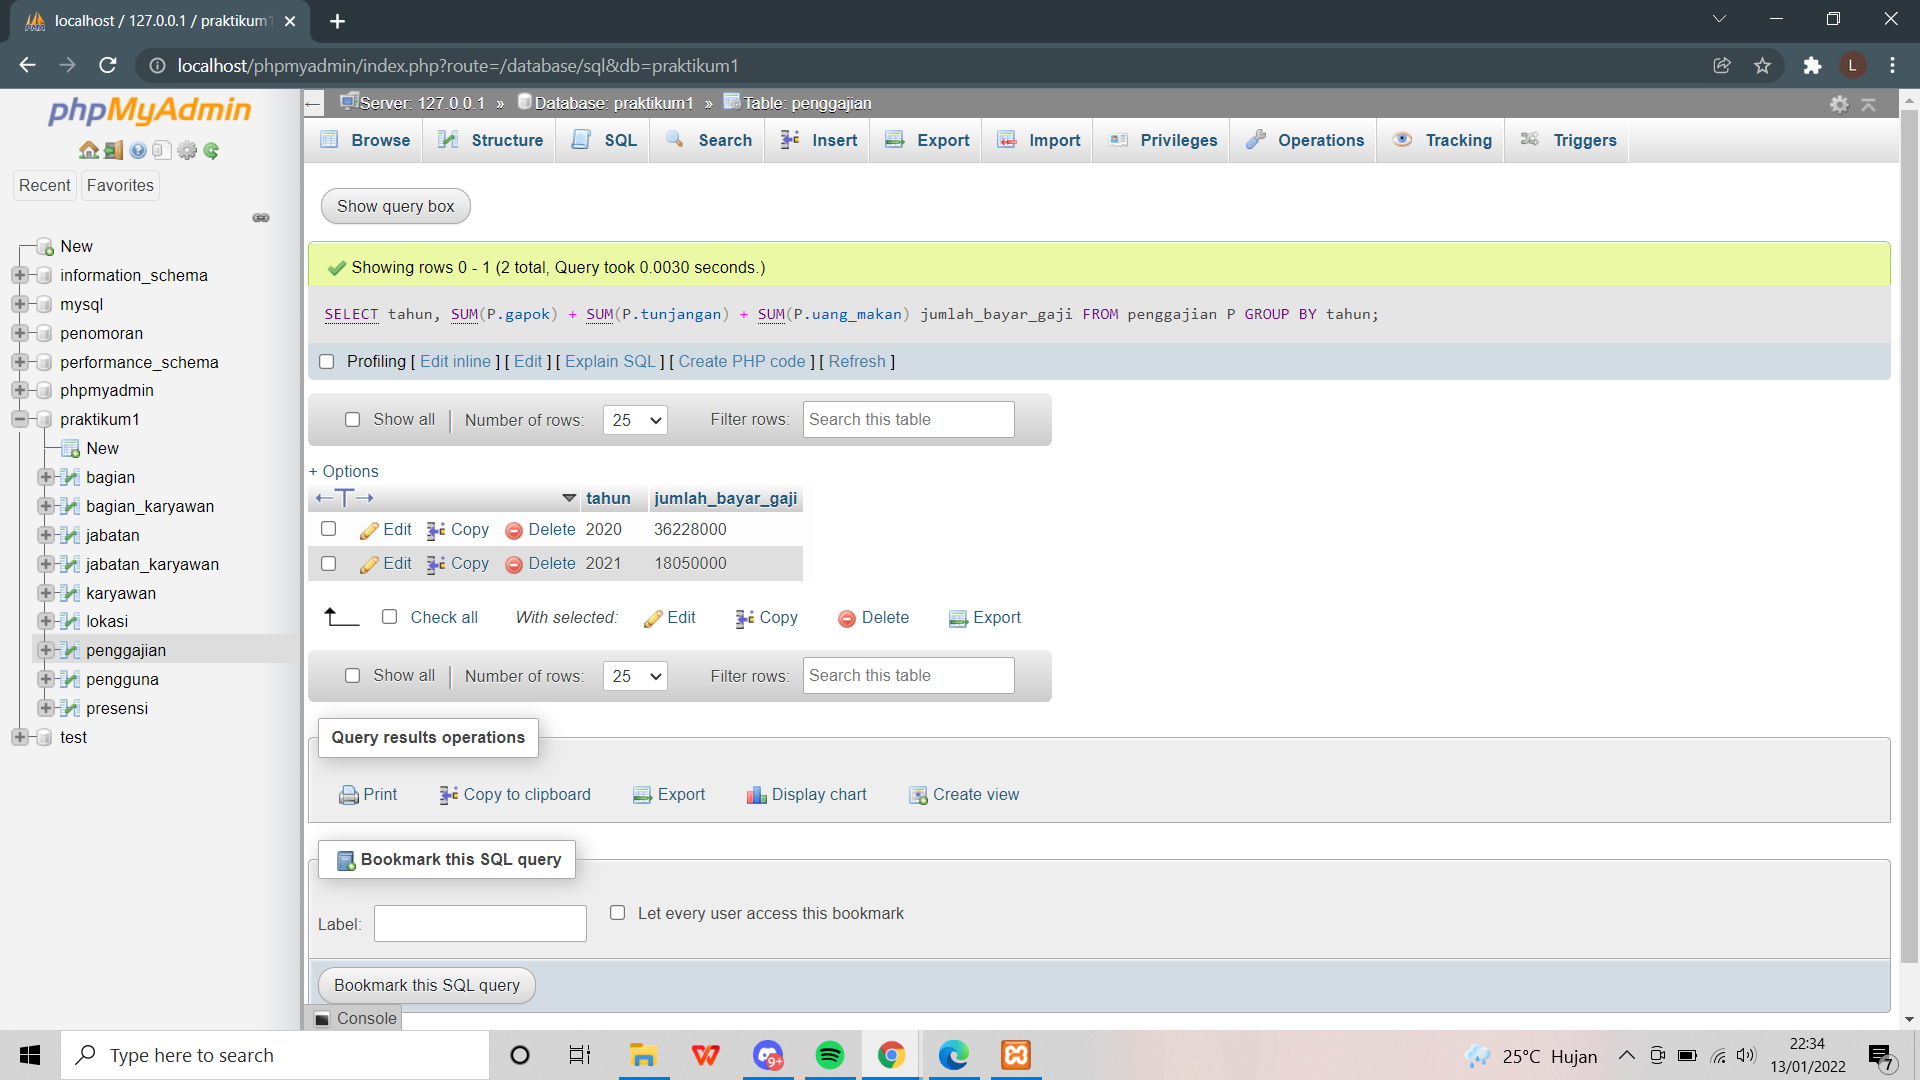 localhost / 127.0.0.1 / praktikum1
localhost/phpmyadmin/index.php?route=/database/sql&db=praktikum1
L
phpMyAdmin
Recent Favorites
New
information_schema
mysql
penomoran
performance_schema
phpmyadmin
praktikum1
New
bagian
bagian_karyawan
jabatan
jabatan_karyawan
karyawan
lokasi
penggajian
pengguna
presensi
test
Server: 127.0.0.1 » Database: praktikum1 » Table: penggajian
Browse Structure SQL Search Insert Export Import Privileges Operations Tracking Triggers
Show query box
Showing rows 0 - 1 (2 total, Query took 0.0030 seconds.)
SELECT tahun, SUM(P.gapok) + SUM(P.tunjangan) + SUM(P.uang_makan) jumlah_bayar_gaji FROM penggajian P GROUP BY tahun;
Profiling [ Edit inline ] [ Edit ] [ Explain SQL ] [ Create PHP code ] [ Refresh ]
Show all Number of rows: 25 Filter rows: Search this table
+ Options
←T→ tahun jumlah_bayar_gaji
Edit Copy Delete 2020 36228000
Edit Copy Delete 2021 18050000
Check all With selected: Edit Copy Delete Export
Show all Number of rows: 25 Filter rows: Search this table
Query results operations
Print Copy to clipboard Export Display chart Create view
Bookmark this SQL query
Label: Let every user access this bookmark
Bookmark this SQL query
Console
Type here to search
9+
25°C Hujan
22:34
13/01/2022
7